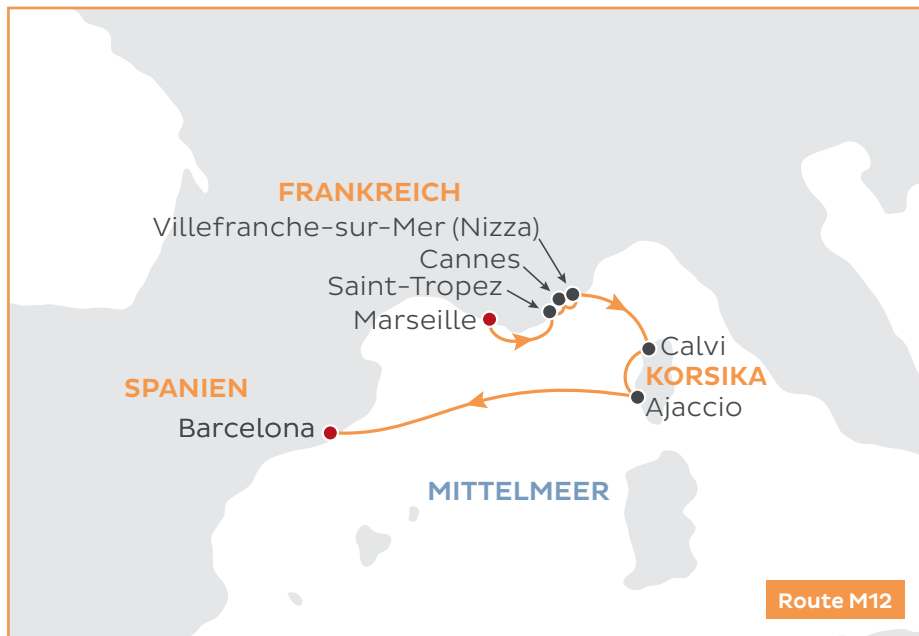 FRANKREICH
Villefranche-sur-Mer (Nizza)
Cannes
Saint-Tropez
Marseille
Calvi
KORSIKA
Ajaccio
SPANIEN
Barcelona
MITTELMEER
Route M12